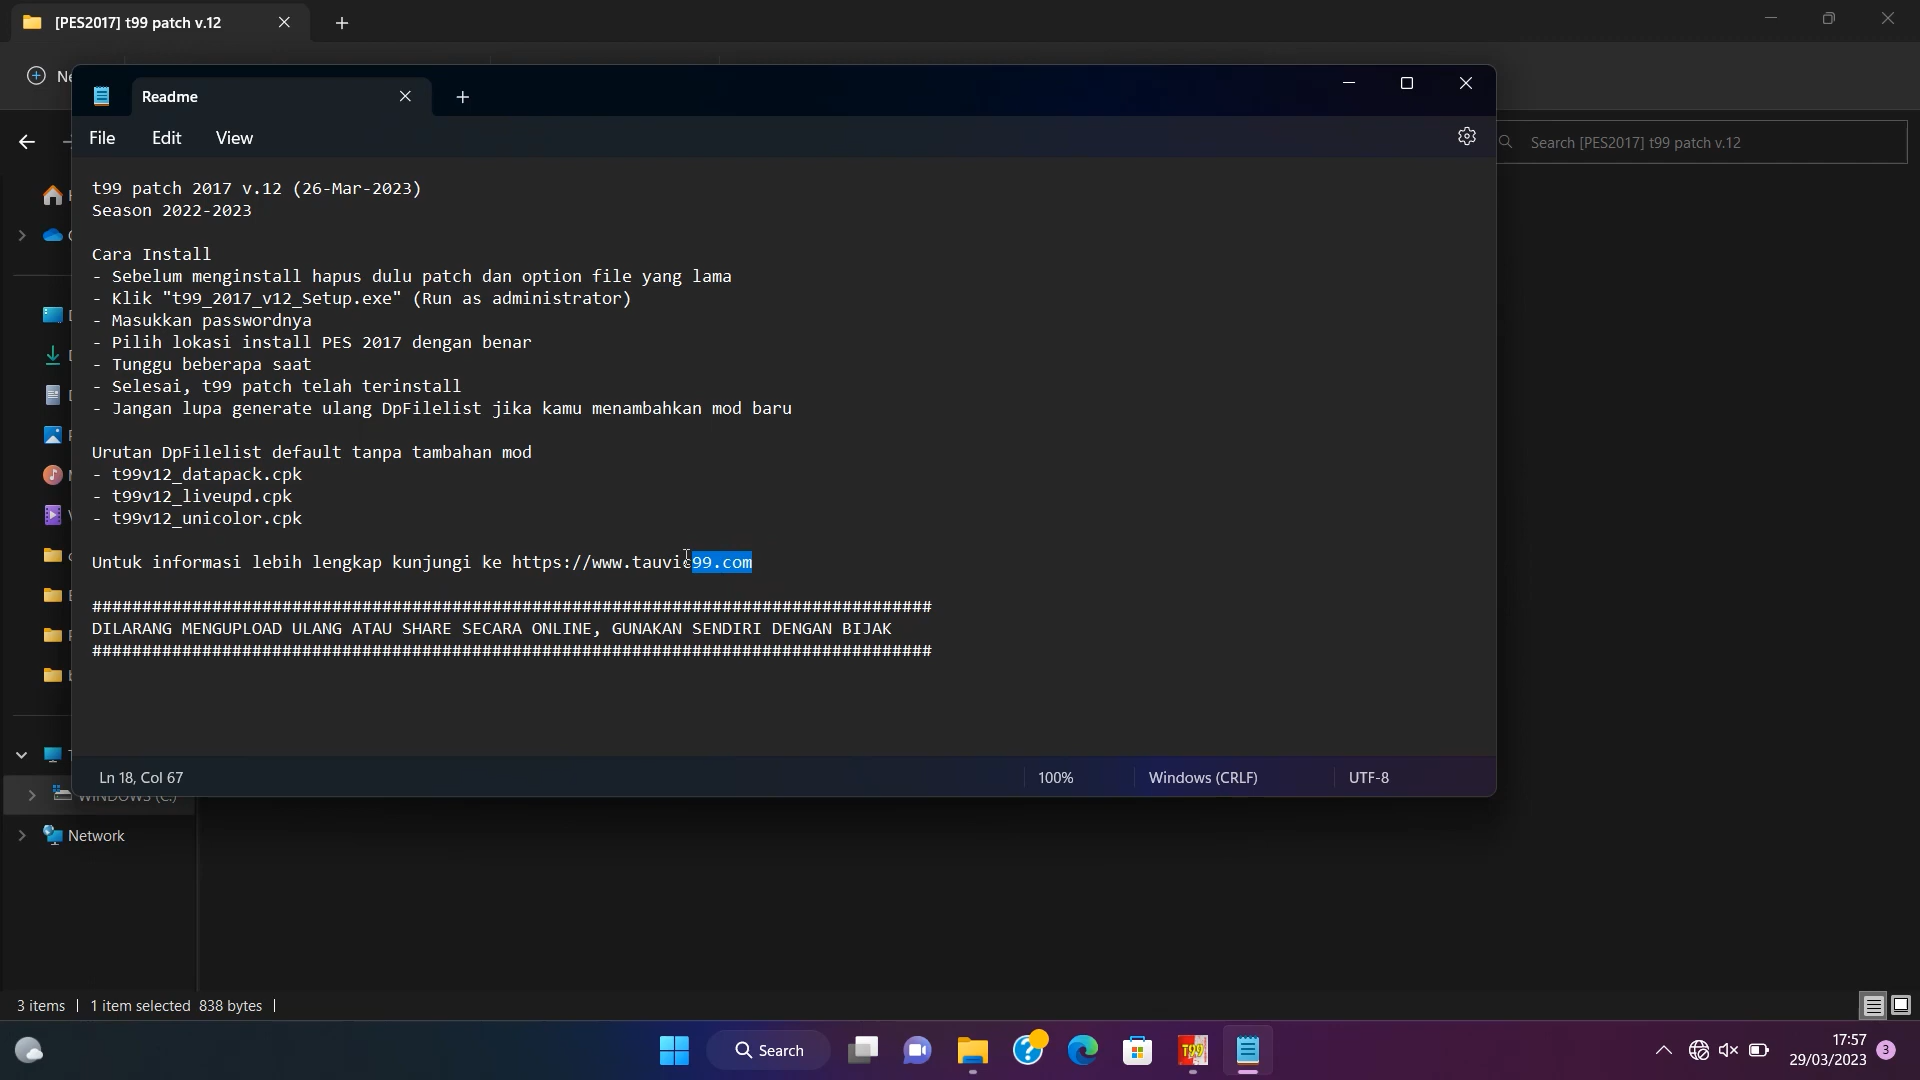 [PES2017] t99 patch v.12
Readme
File Edit View
Search [PES2017] t99 patch v.12
t99 patch 2017 v.12 (26-Mar-2023)
Season 2022-2023
Cara Install
- Sebelum menginstall hapus dulu patch dan option file yang lama
- Klik "t99_2017_v12_Setup.exe" (Run as administrator)
- Masukkan passwordnya
- Pilih lokasi install PES 2017 dengan benar
- Tunggu beberapa saat
- Selesai, t99 patch telah terinstall
- Jangan lupa generate ulang DpFilelist jika kamu menambahkan mod baru
Urutan DpFilelist default tanpa tambahan mod
- t99v12_datapack.cpk
- t99v12_liveupd.cpk
- t99v12_unicolor.cpk
Untuk informasi lebih lengkap kunjungi ke https://www.tauvic99.com
####################################################################################
DILARANG MENGUPLOAD ULANG ATAU SHARE SECARA ONLINE, GUNAKAN SENDIRI DENGAN BIJAK
####################################################################################
Ln 18, Col 67 100% Windows (CRLF) UTF-8
WINDOWS (C:)
Network
3 items 1 item selected 838 bytes
Search
T99
17:57
29/03/2023 3